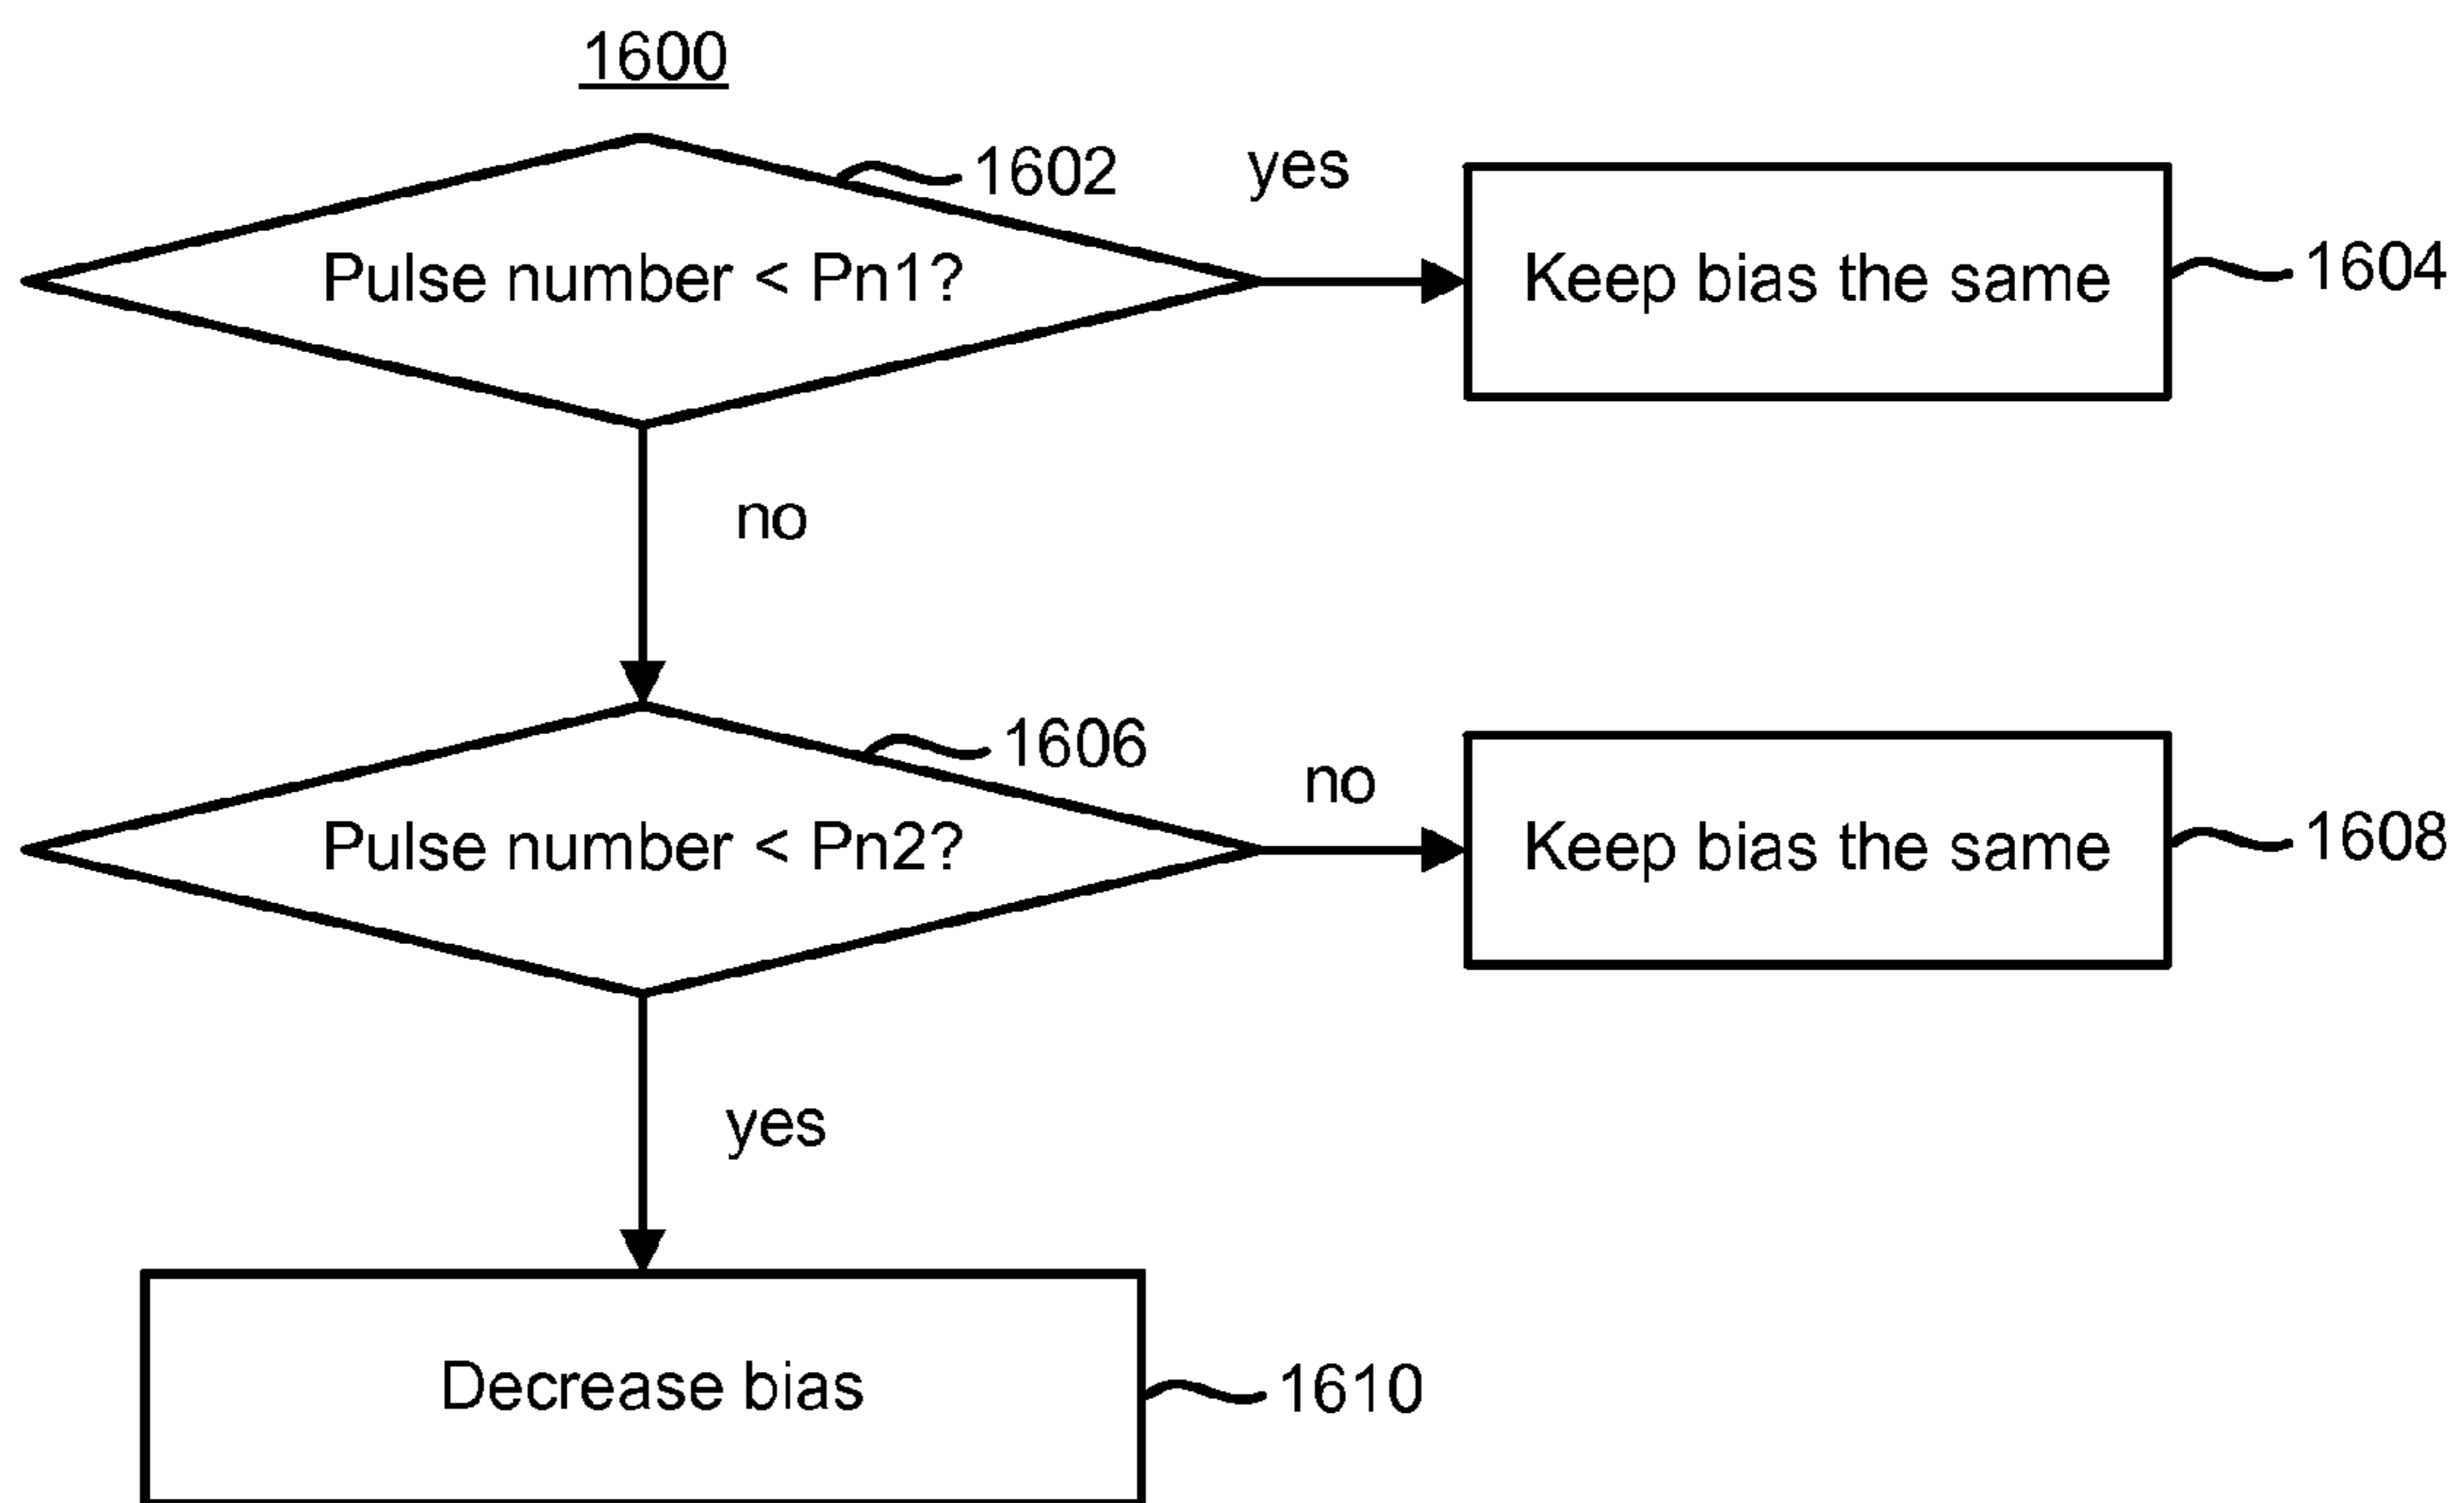 1600
1602
yes
Pulse number < Pn1?
Keep bias the same
1604
no
1606
no
Pulse number < Pn2?
Keep bias the same
1608
yes
Decrease bias
1610